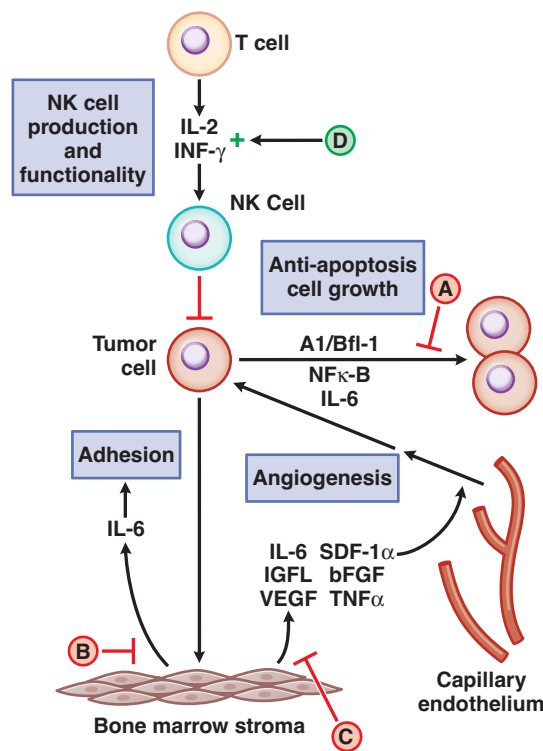 T cell
NK cell
production
and
functionality
IL-2
INF-γ
+
D
NK Cell
Anti-apoptosis
cell growth
A
Tumor
cell
A1/Bfl-1
NFκ-B
IL-6
Adhesion
Angiogenesis
IL-6
IL-6 SDF-1α
IGFL bFGF
VEGF TNFα
B
Capillary
endothelium
Bone marrow stroma
C